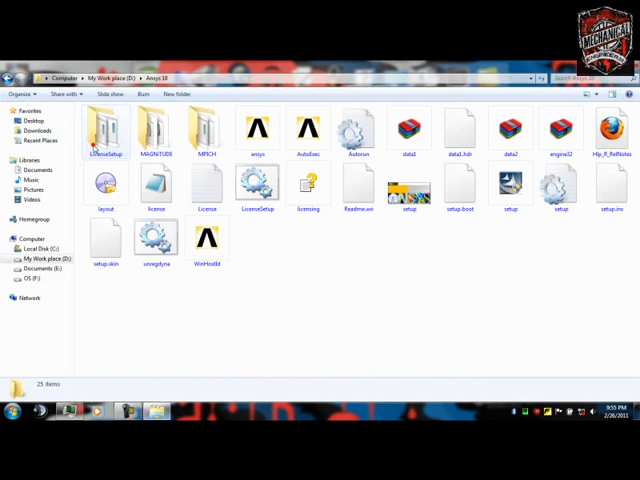 MECHANICAL
ENGINEERS
Computer ▸ My Work place (D:) ▸ Ansys 10
Search Ansys 10
Organize
Share with
Slide show
Burn
New folder
Favorites
Desktop
Downloads
Recent Places
Libraries
Documents
Music
Pictures
Videos
Homegroup
Computer
Local Disk (C:)
My Work place (D:)
Documents (E:)
OS (F:)
Network
LicenseSetup
MAGNITUDE
MPICH
ansys
AutoExec
Autorun
data1
data1.hdr
data2
engine32
Hlp_R_RelNotes
layout
license
License
LicenseSetup
licensing
Readme.wri
setup
setup.boot
setup
setup
setup.inx
setup.skin
unregdyna
WinHostId
25 items
9:55 PM
2/26/2011